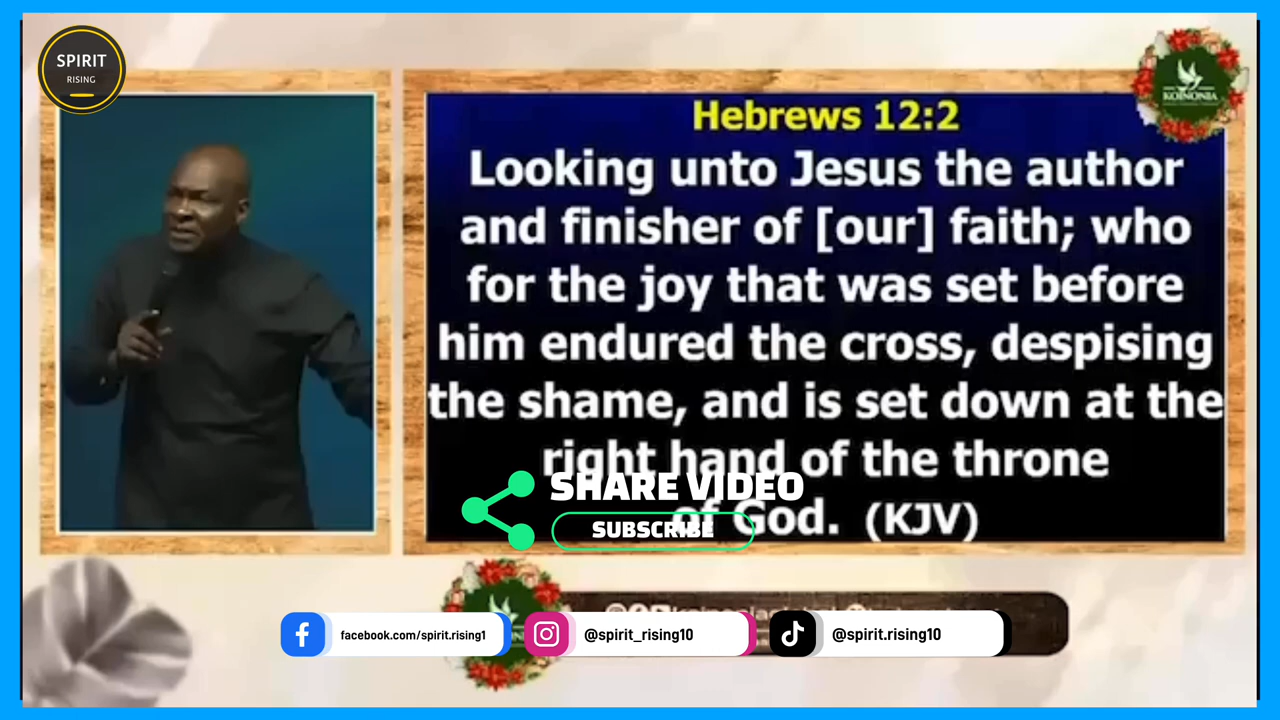 SPIRIT
RISING
KOINONIA
Hebrews 12:2
Looking unto Jesus the author
and finisher of [our] faith; who
for the joy that was set before
him endured the cross, despising
the shame, and is set down at the
right hand of the throne
of God. (KJV)
SHARE VIDEO
SUBSCRIBE
facebook.com/spirit.rising1
@spirit_rising10
@spirit.rising10